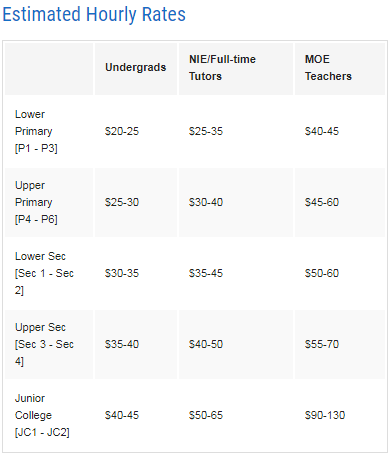 Estimated Hourly Rates
Undergrads
NIE/Full-time
Tutors
MOE
Teachers
Lower
Primary
[P1 - P3]
$20-25
$25-35
$40-45
Upper
Primary
[P4 - P6]
$25-30
$30-40
$45-60
Lower Sec
[Sec 1 - Sec
2]
$30-35
$35-45
$50-60
Upper Sec
[Sec 3 - Sec
4]
$35-40
$40-50
$55-70
Junior
College
[JC1 - JC2]
$40-45
$50-65
$90-130